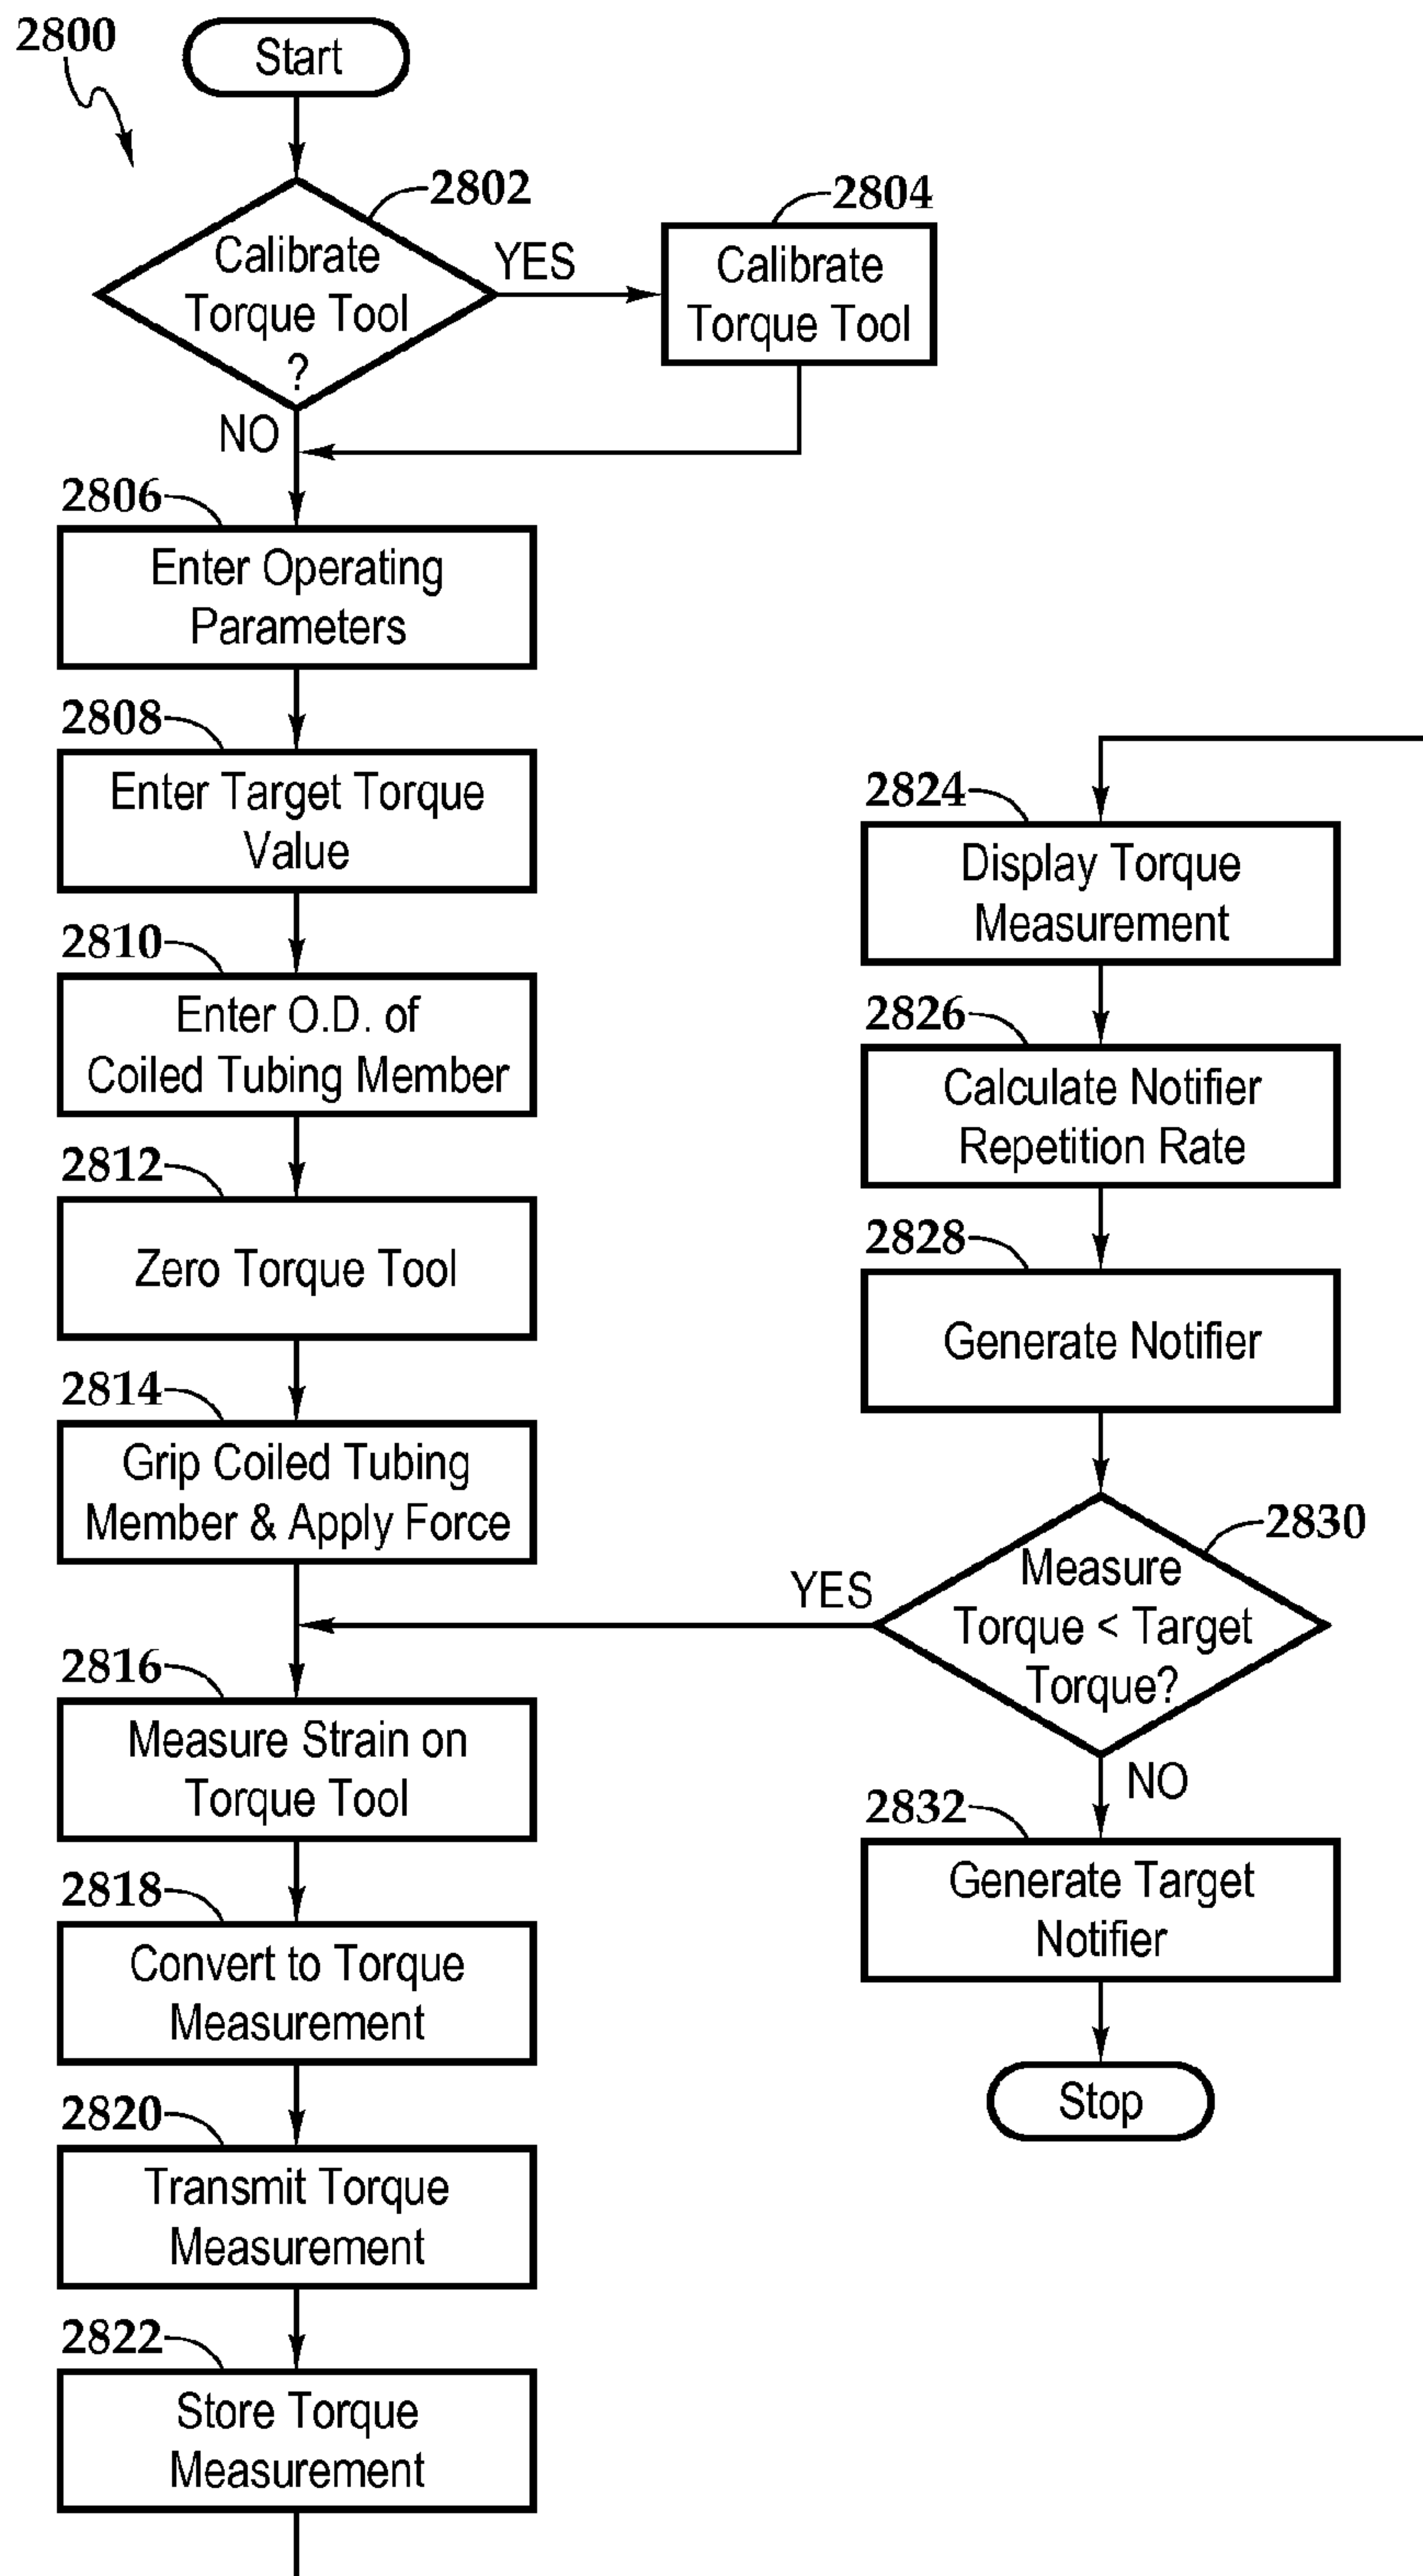 2800
Start
2802
Calibrate
Torque Tool
?
YES
2804
Calibrate
Torque Tool
NO
2806
Enter Operating
Parameters
2808
Enter Target Torque
Value
2810
Enter O.D. of
Coiled Tubing Member
2812
Zero Torque Tool
2814
Grip Coiled Tubing
Member & Apply Force
2816
Measure Strain on
Torque Tool
2818
Convert to Torque
Measurement
2820
Transmit Torque
Measurement
2822
Store Torque
Measurement
2824
Display Torque
Measurement
2826
Calculate Notifier
Repetition Rate
2828
Generate Notifier
2830
Measure
Torque < Target
Torque?
YES
NO
2832
Generate Target
Notifier
Stop